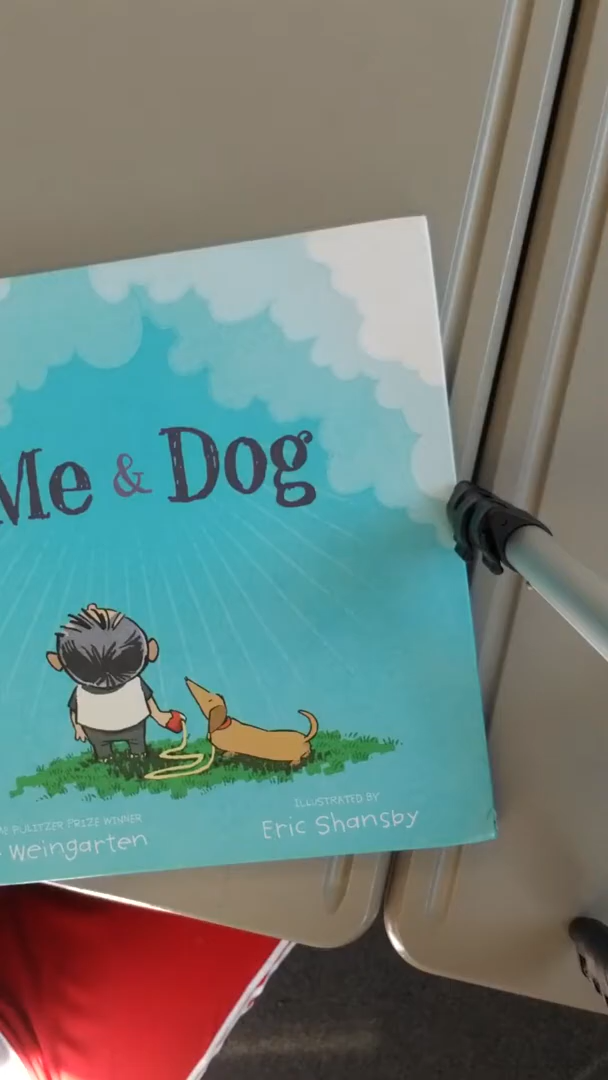 Me & Dog
PULITZER PRIZE WINNER
Weingarten
ILLUSTRATED BY
Eric Shansby